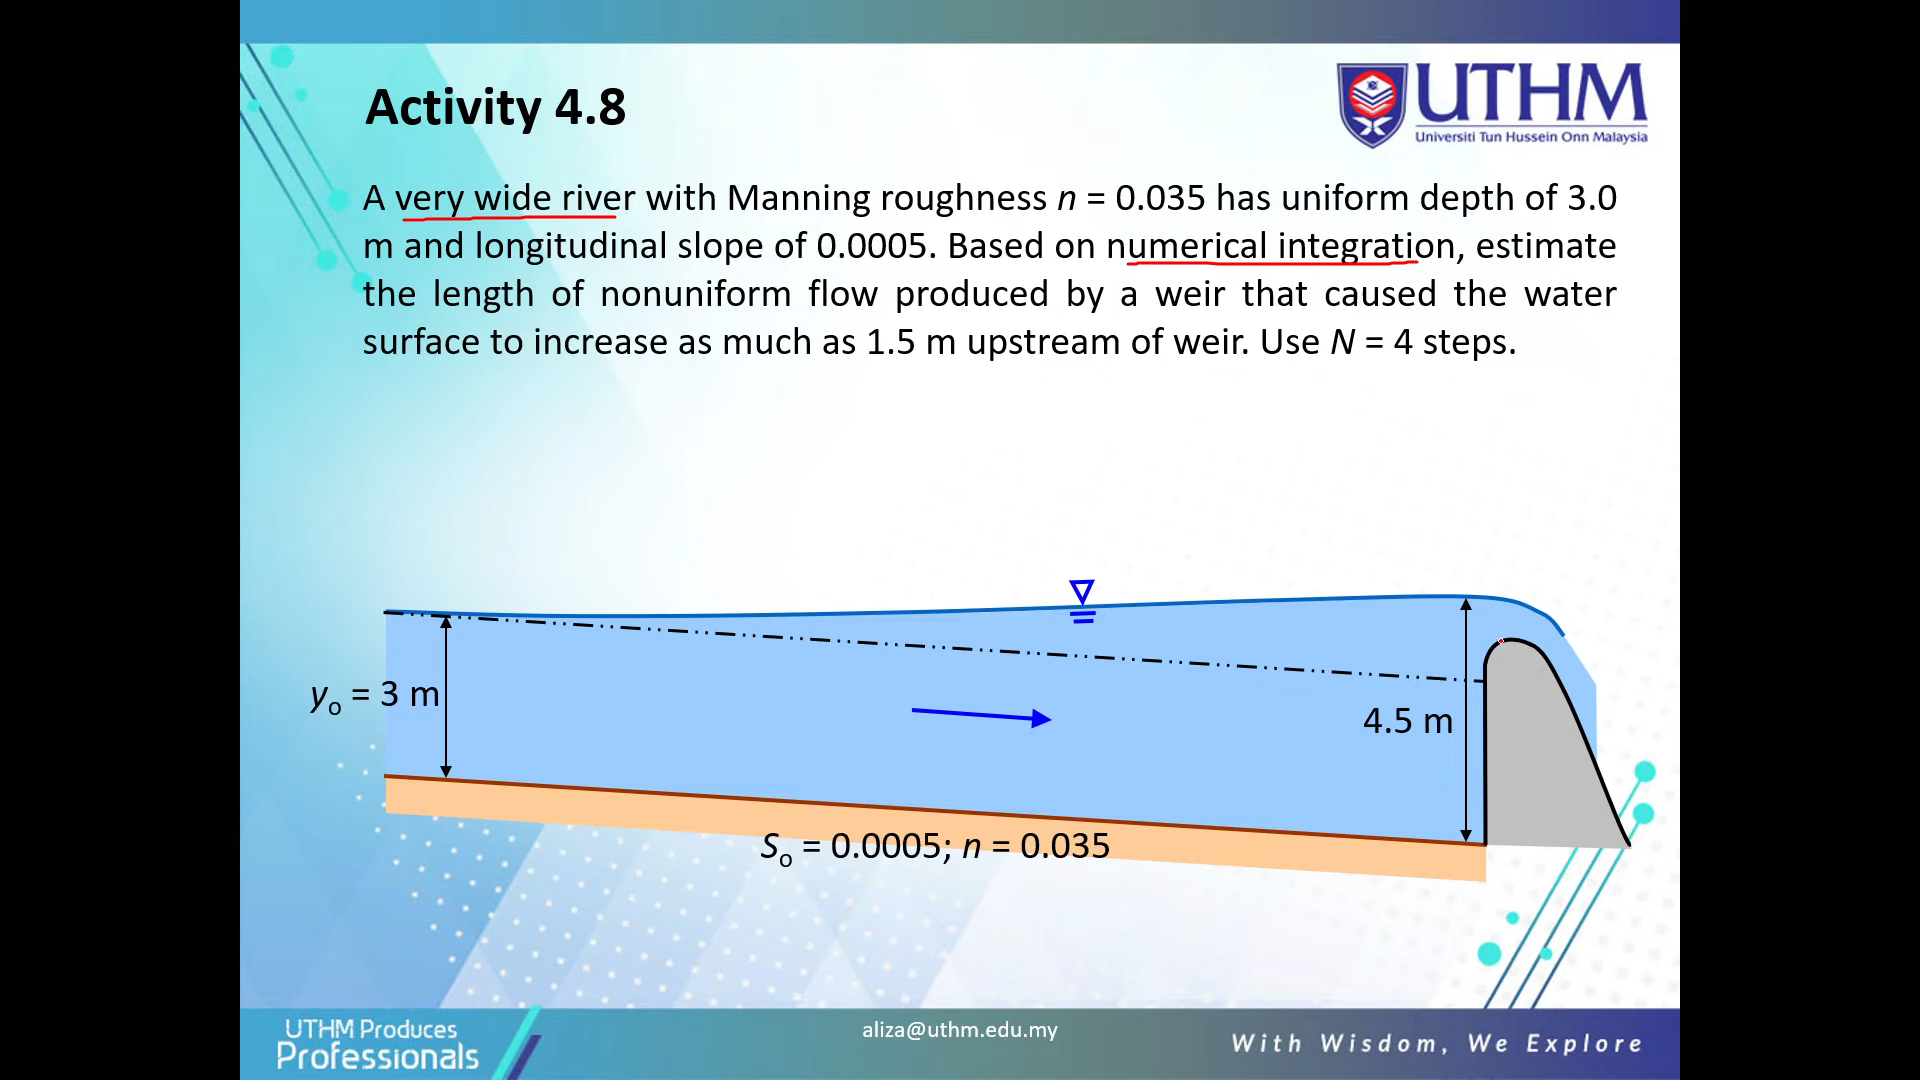 Activity 4.8
UTHM
Universiti Tun Hussein Onn Malaysia
A very wide river with Manning roughness n = 0.035 has uniform depth of 3.0
m and longitudinal slope of 0.0005. Based on numerical integration, estimate
the length of nonuniform flow produced by a weir that caused the water
surface to increase as much as 1.5 m upstream of weir. Use N = 4 steps.
yo = 3 m
4.5 m
So = 0.0005; n = 0.035
UTHM Produces
Professionals
aliza@uthm.edu.my
With Wisdom, We Explore